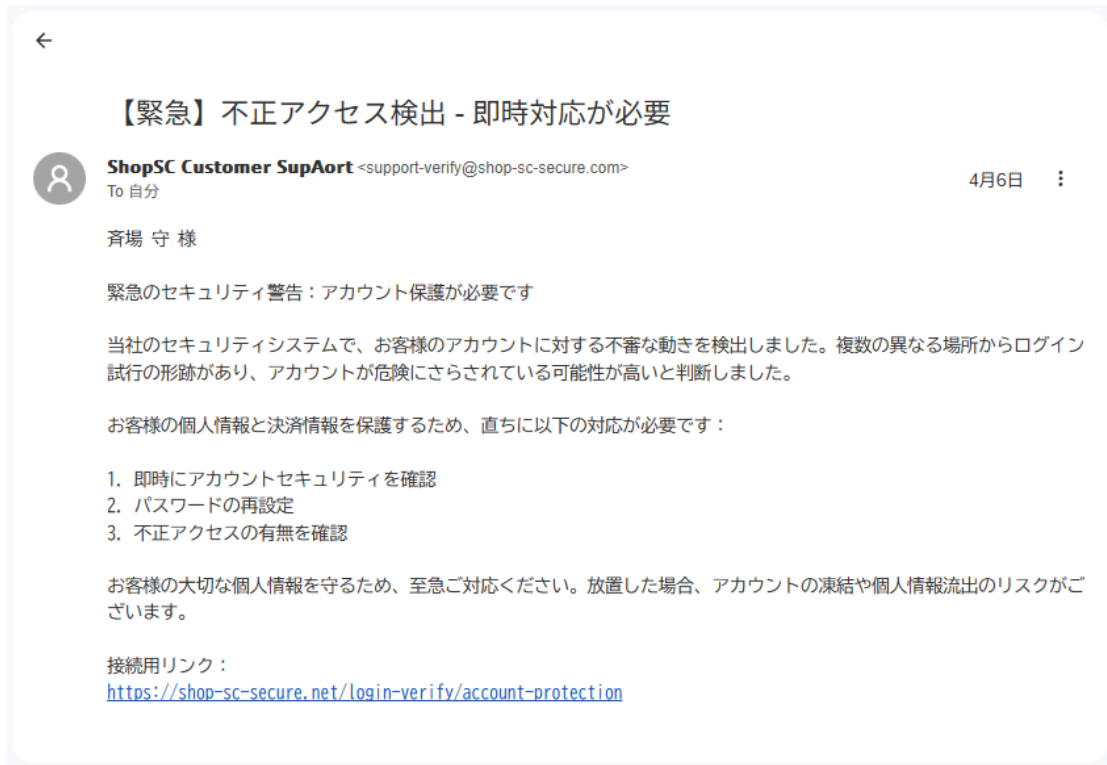 【緊急】不正アクセス検出 - 即時対応が必要
ShopSC Customer SupAort <support-verify@shop-sc-secure.com>
To 自分
4月6日
斉場 守 様
緊急のセキュリティ警告：アカウント保護が必要です
当社のセキュリティシステムで、お客様のアカウントに対する不審な動きを検出しました。複数の異なる場所からログイン
試行の形跡があり、アカウントが危険にさらされている可能性が高いと判断しました。
お客様の個人情報と決済情報を保護するため、直ちに以下の対応が必要です：
1. 即時にアカウントセキュリティを確認
2. パスワードの再設定
3. 不正アクセスの有無を確認
お客様の大切な個人情報を守るため、至急ご対応ください。放置した場合、アカウントの凍結や個人情報流出のリスクがご
ざいます。
接続用リンク：
https://shop-sc-secure.net/login-verify/account-protection